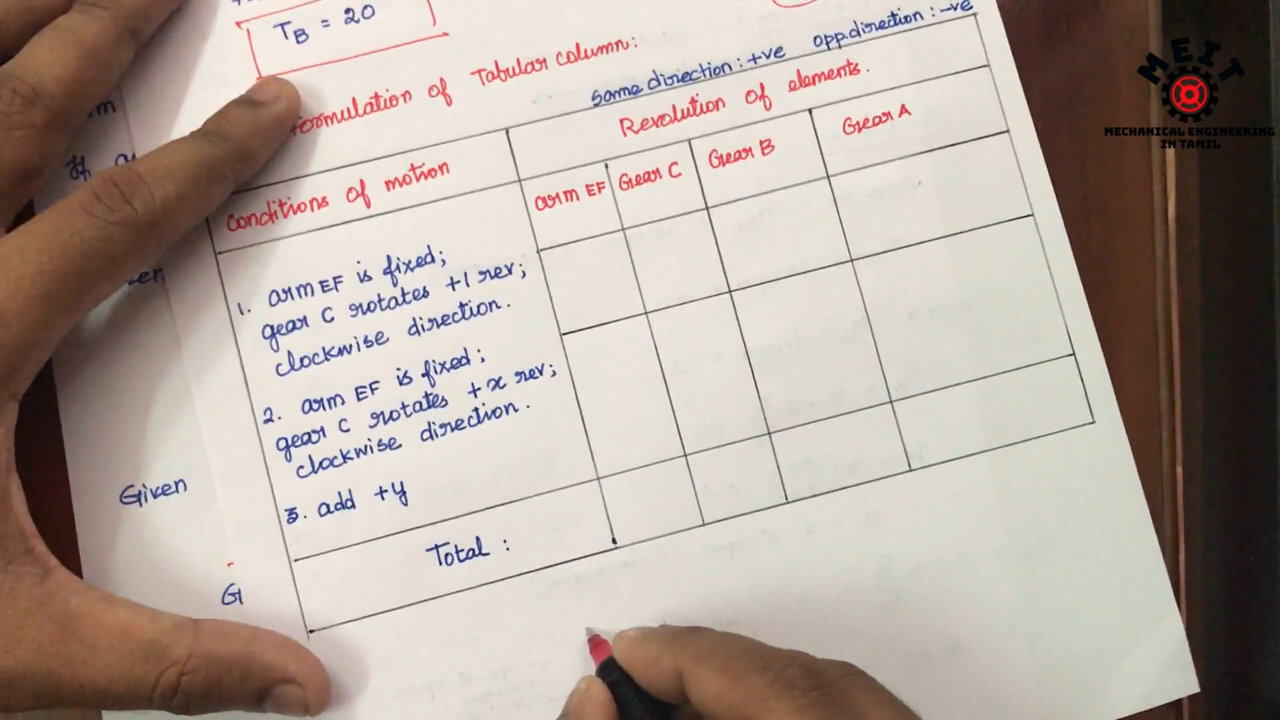 TB = 20
Formulation of Tabular column:
same direction: +ve opp.direction: -ve
Conditions of motion
Revolution of elements.
arm EF
Gear C
Gear B
Gear A
1. arm EF is fixed;
gear C rotates +1 rev;
clockwise direction.
2. arm EF is fixed;
gear C rotates +x rev;
clockwise direction.
3. add +y
Total :
Given
G
MEIT
MECHANICAL ENGINEERING
IN TAMIL